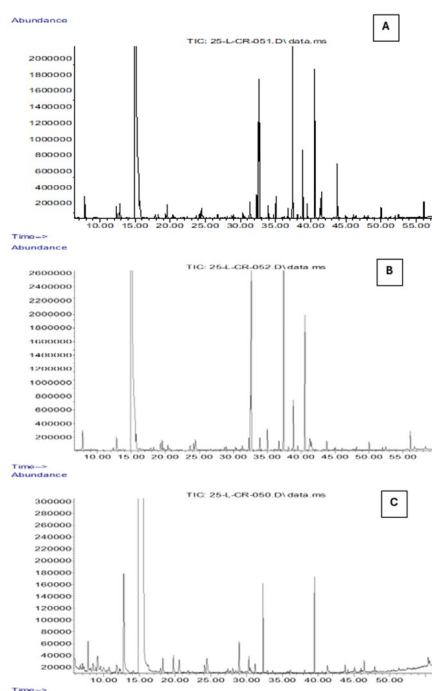 Abundance
A
TIC: 25-L-CR-051.D\data.ms
2000000
1800000
1600000
1400000
1200000
1000000
800000
600000
400000
200000
10.00 15.00 20.00 25.00 30.00 35.00 40.00 45.00 50.00 55.00
Time-->
Abundance
B
TIC: 25-L-CR-052.D\data.ms
2600000
2400000
2200000
2000000
1800000
1600000
1400000
1200000
1000000
800000
600000
400000
200000
10.00 15.00 20.00 25.00 30.00 35.00 40.00 45.00 50.00 55.00
Time-->
Abundance
C
TIC: 25-L-CR-050.D\data.ms
300000
280000
260000
240000
220000
200000
180000
160000
140000
120000
100000
80000
60000
40000
20000
10.00 15.00 20.00 25.00 30.00 35.00 40.00 45.00 50.00
Time-->